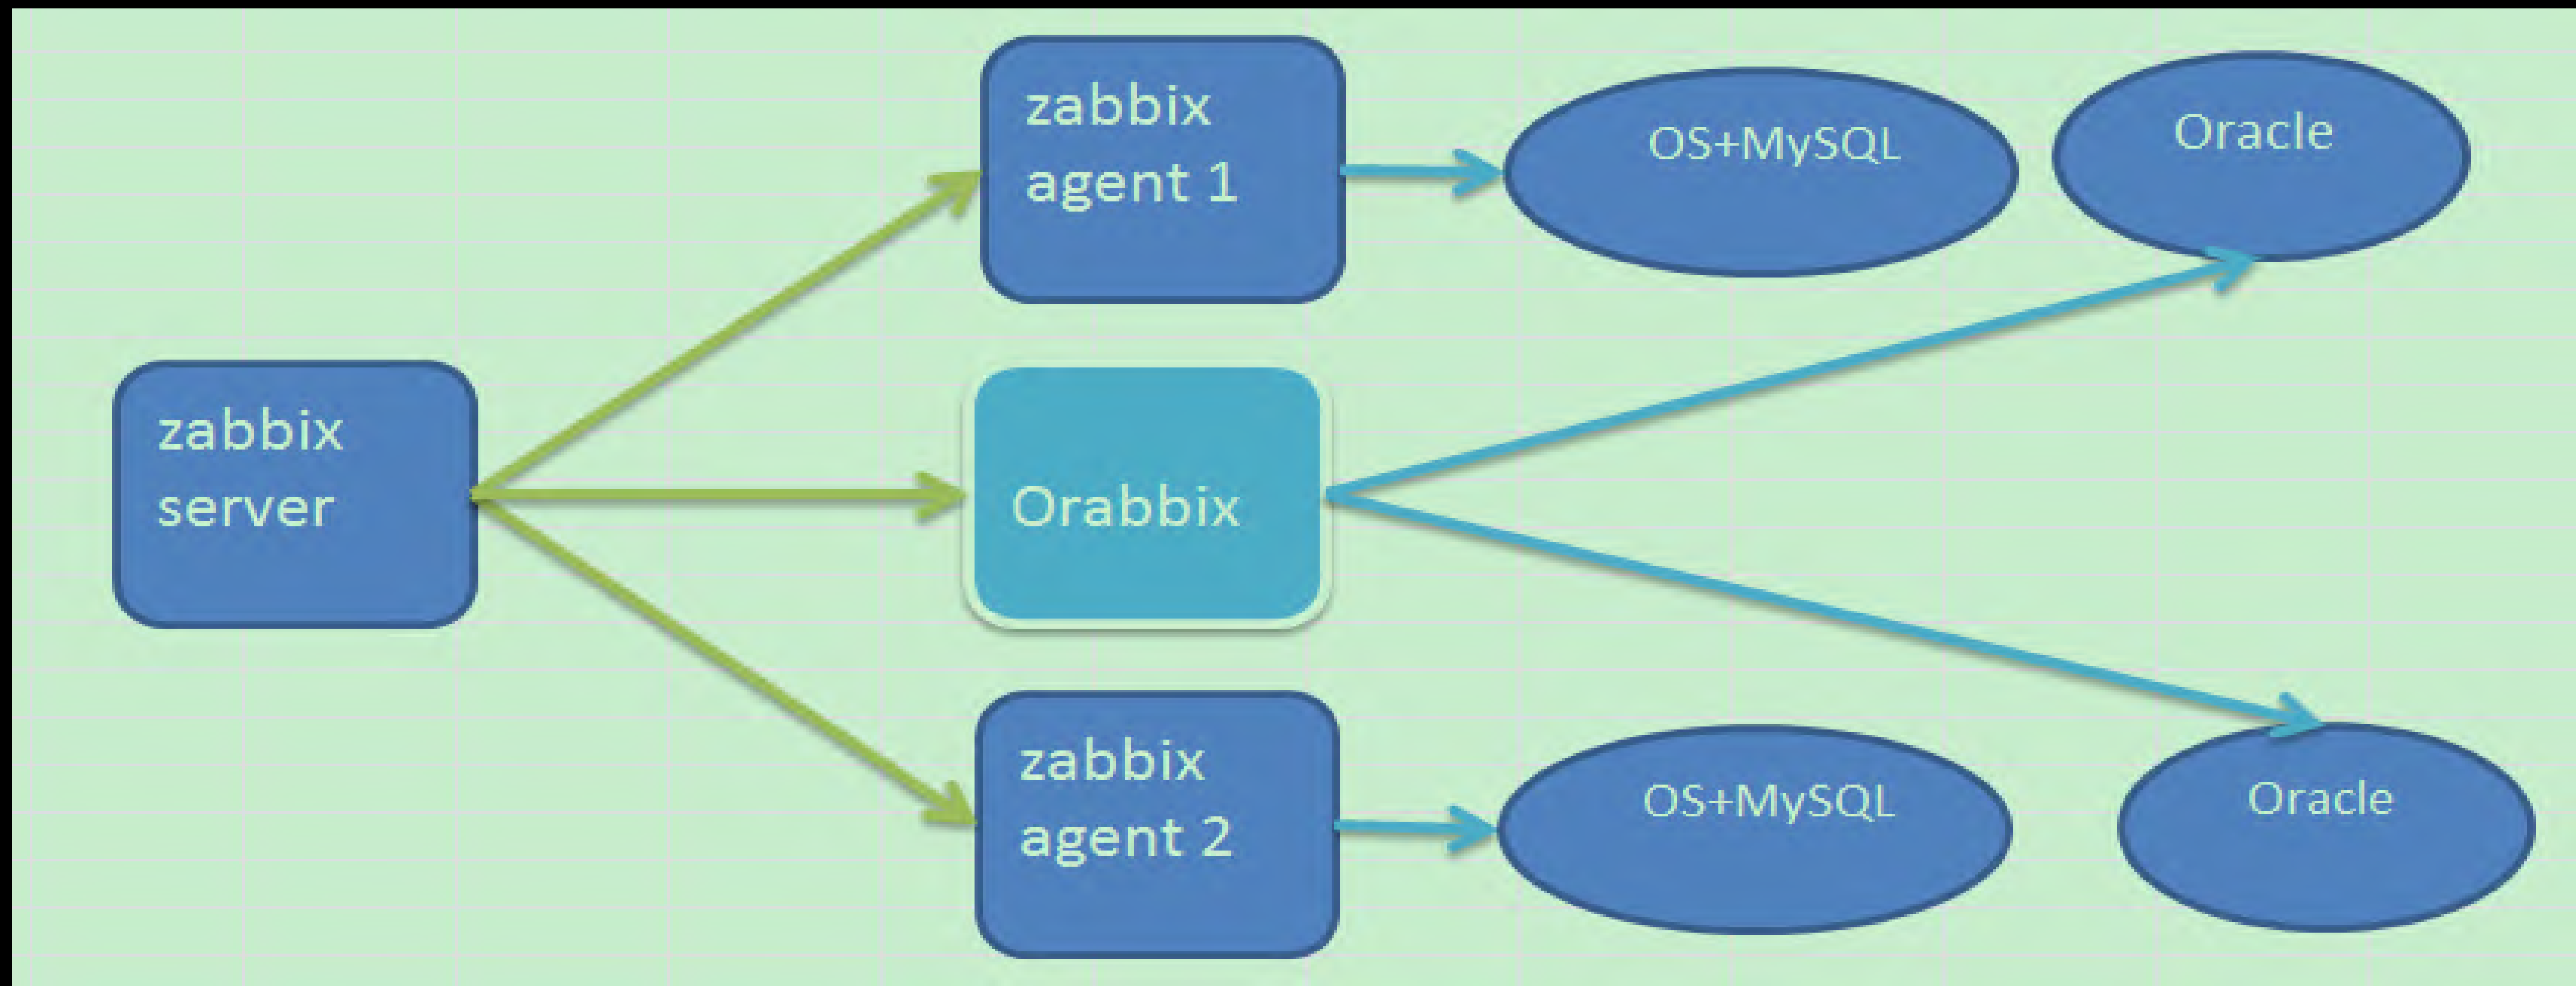 zabbix
agent 1
OS+MySQL
Oracle
zabbix
server
Orabbix
zabbix
agent 2
OS+MySQL
Oracle